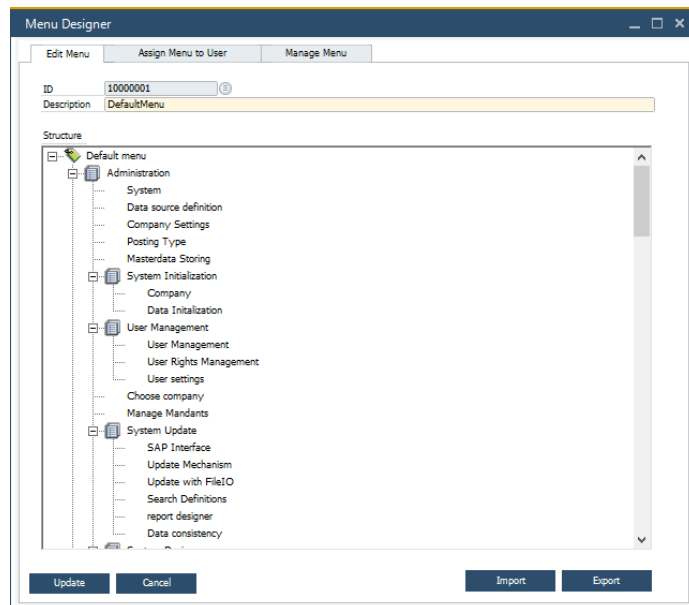 Menu Designer
Edit Menu Assign Menu to User Manage Menu
ID 10000001
Description DefaultMenu
Structure
Default menu
Administration
System
Data source definition
Company Settings
Posting Type
Masterdata Storing
System Initialization
Company
Data Initalization
User Management
User Management
User Rights Management
User settings
Choose company
Manage Mandants
System Update
SAP Interface
Update Mechanism
Update with FileIO
Search Definitions
report designer
Data consistency
Update Cancel Import Export